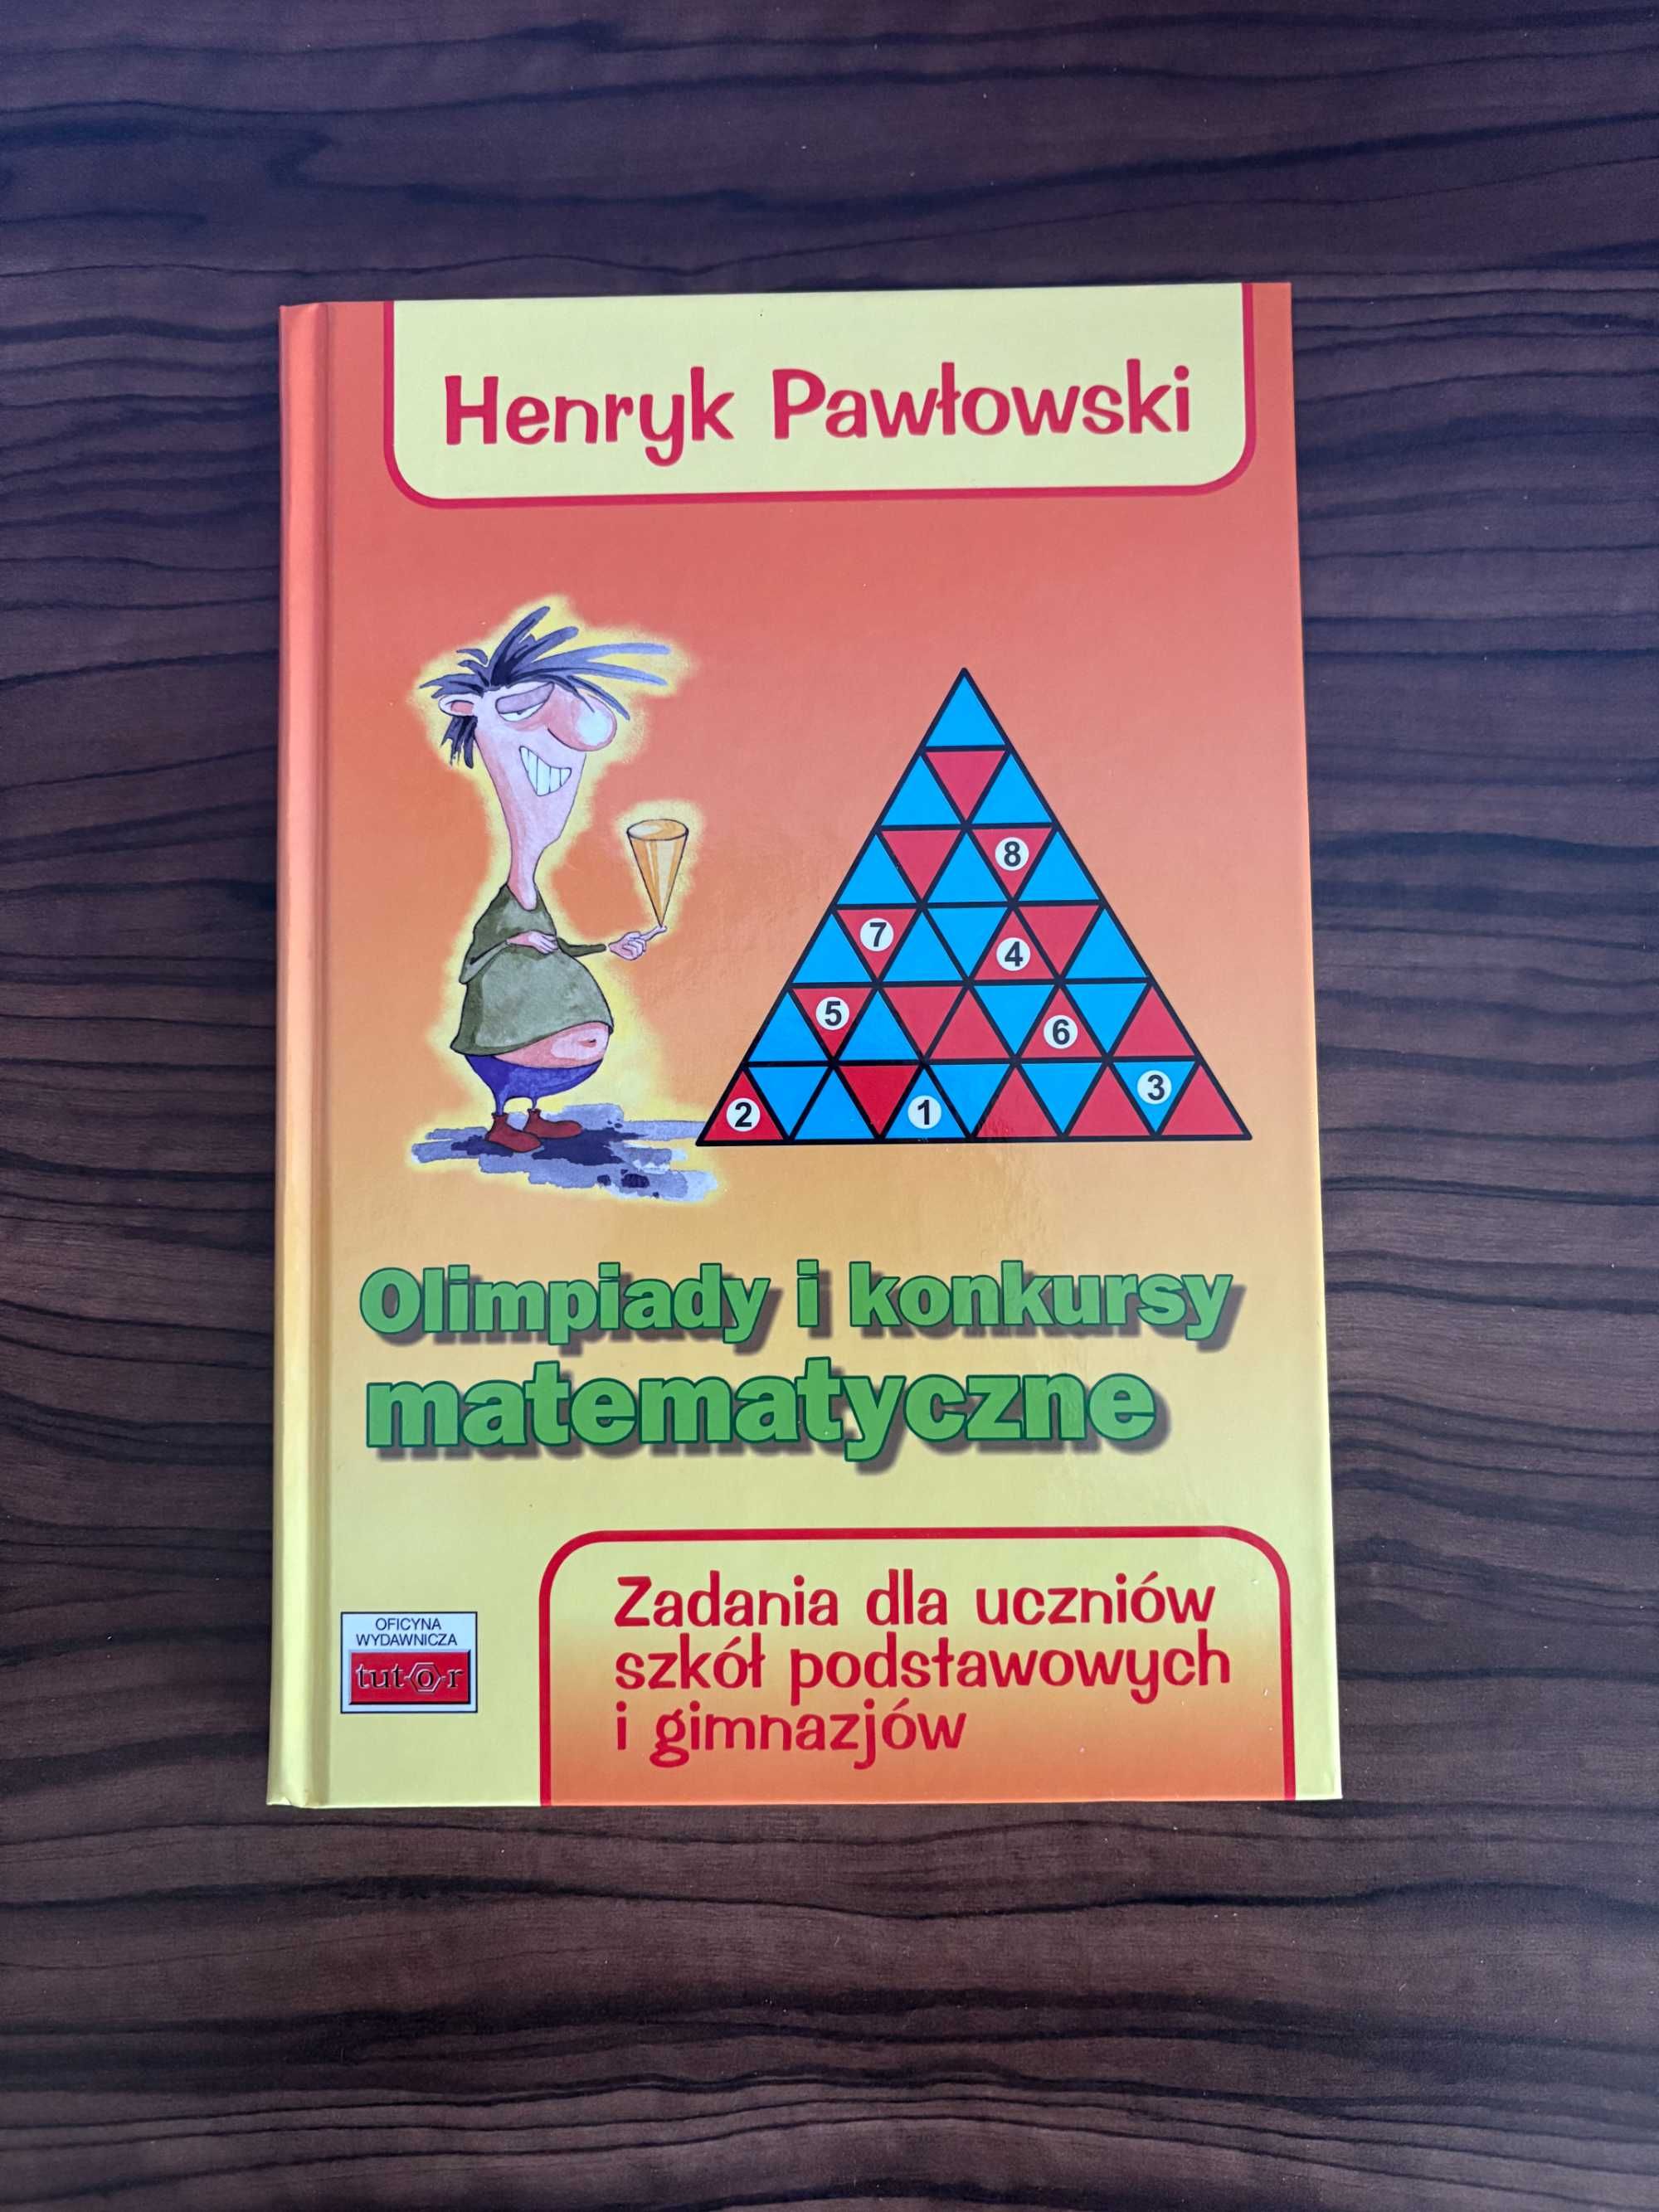 Henryk Pawłowski
8
7
4
5
6
3
2
1
Olimpiady i konkursy
matematyczne
Zadania dla uczniów
szkół podstawowych
i gimnazjów
OFICYNA
WYDAWNICZA
tutor